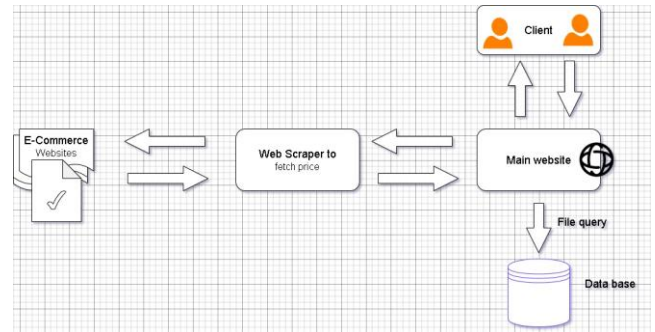 Client
E-Commerce
Websites
Web Scraper to
fetch price
Main website
File query
Data base